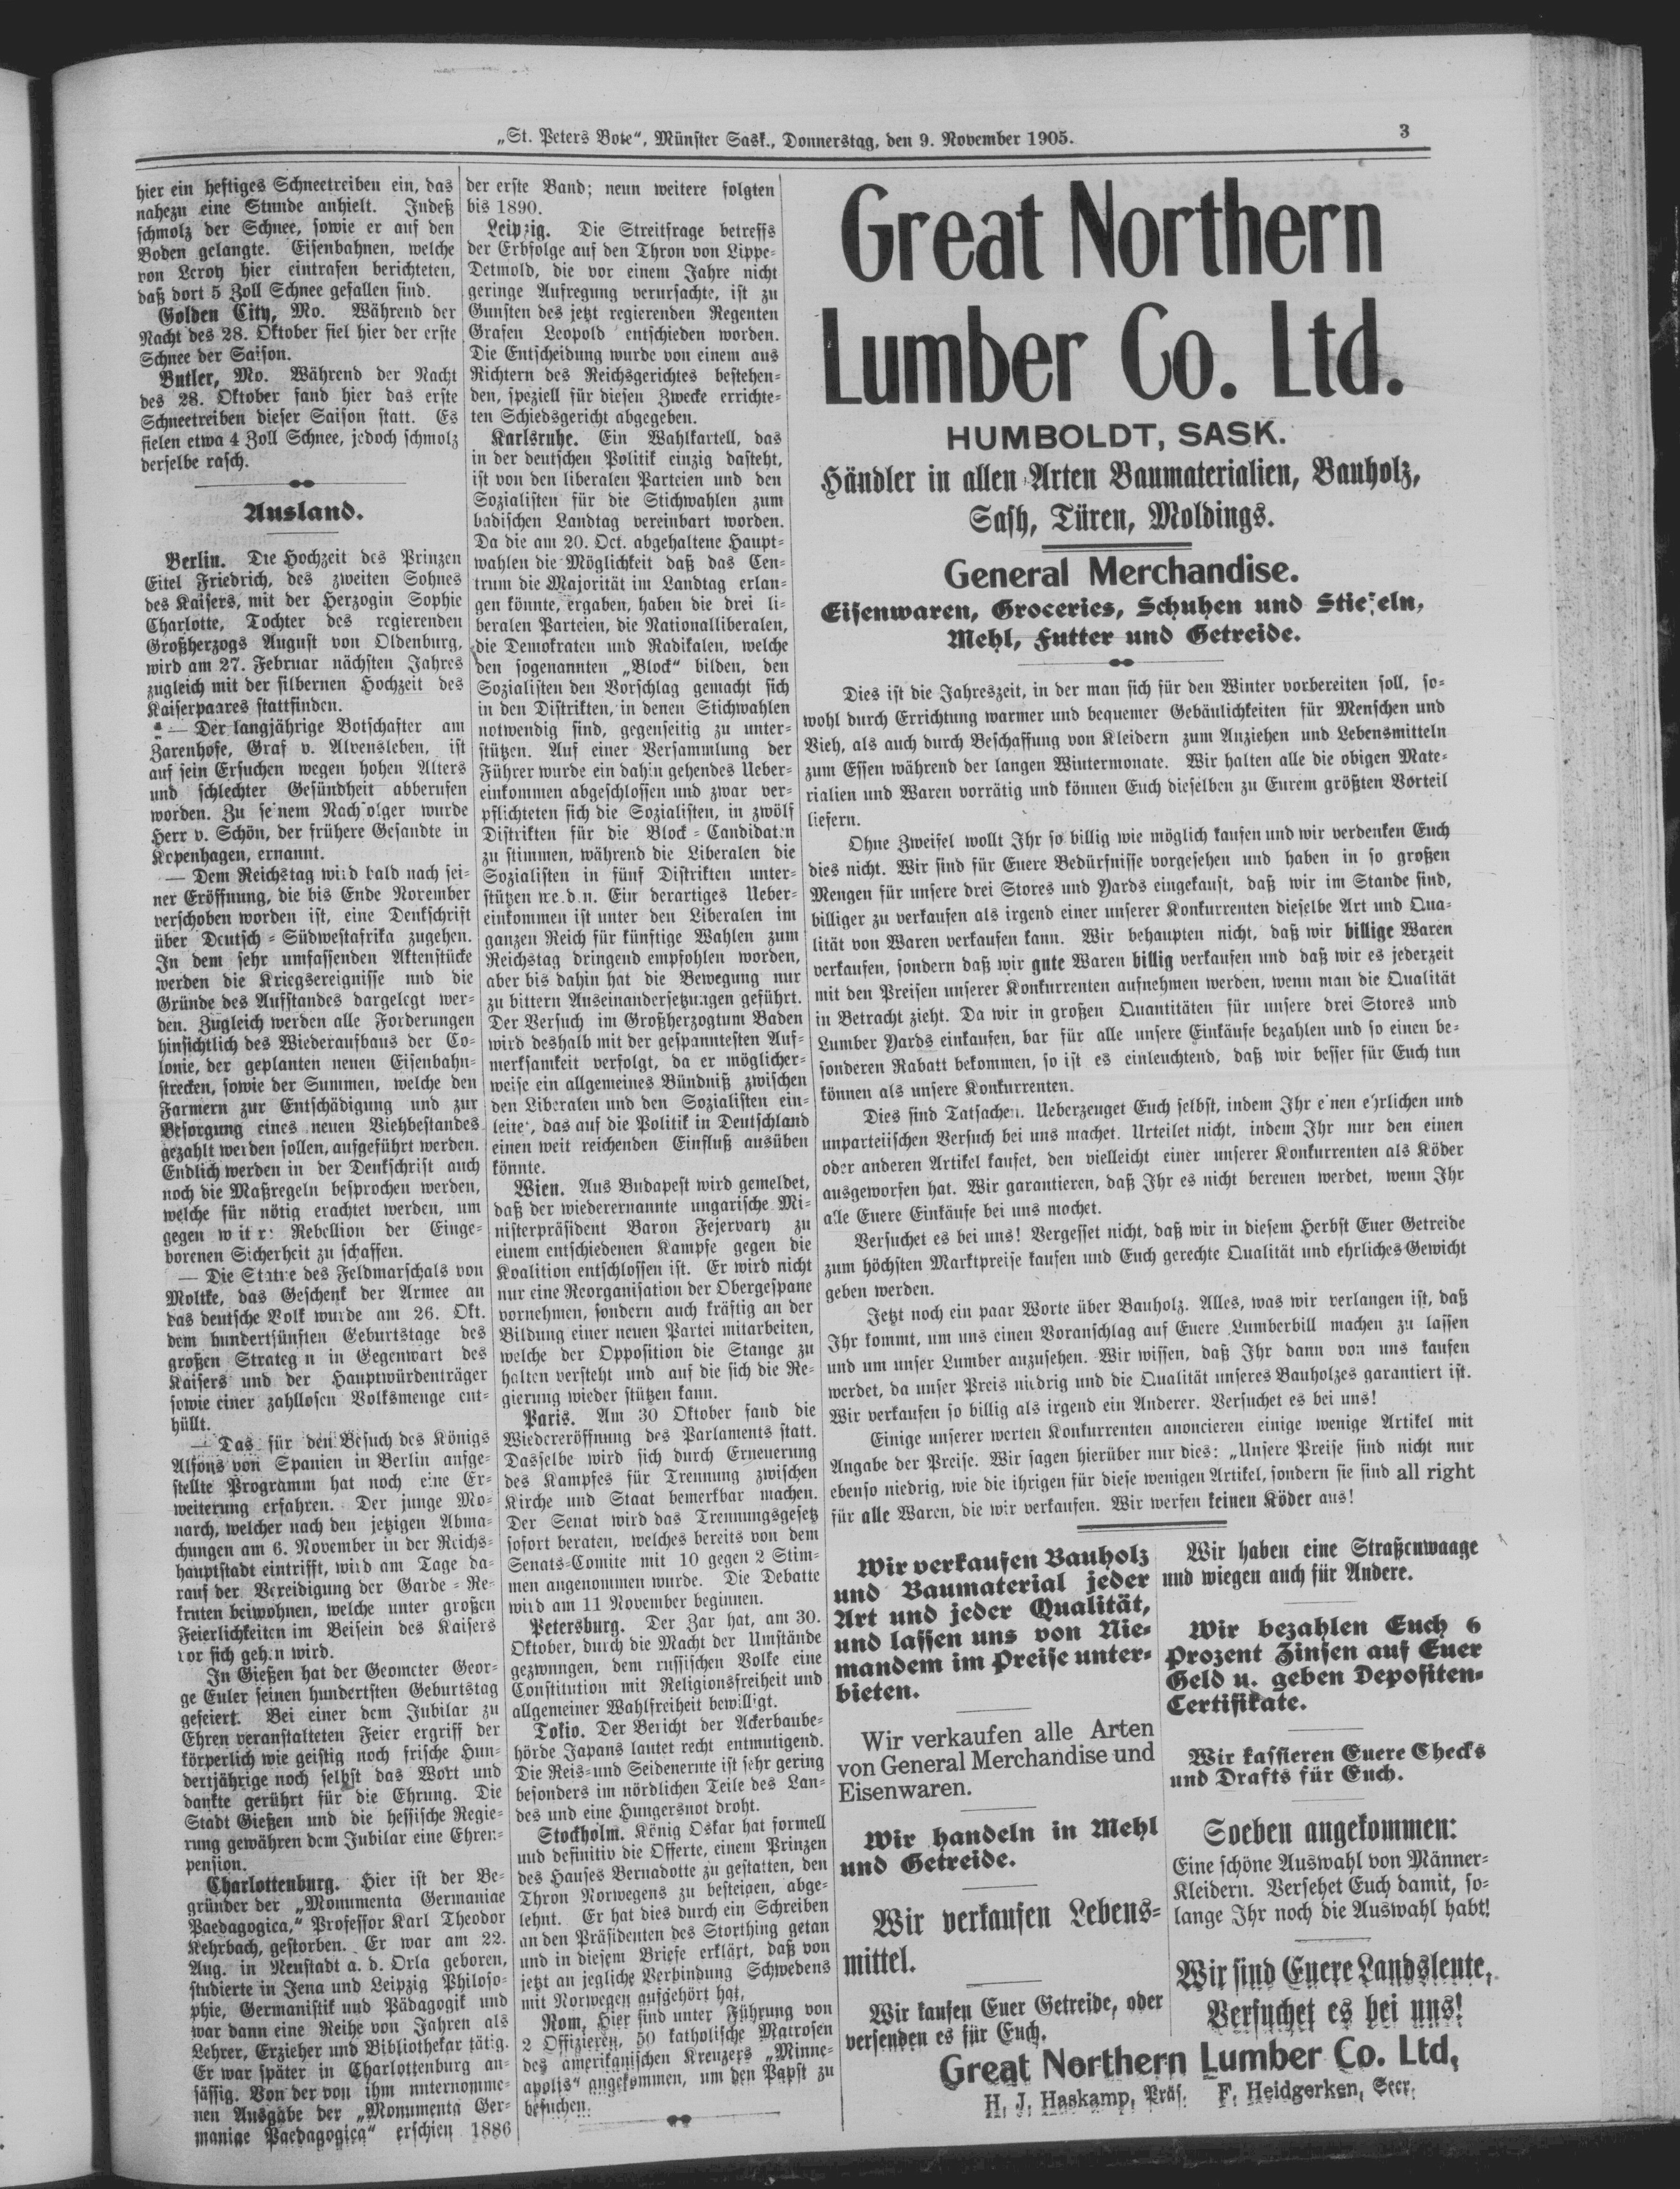 „St. Peters Bote“, Münster Sask., Donnerstag, den 9. November 1905.
3
hier ein heftiges Schneetreiben ein, das
nahezu eine Stunde anhielt. Indeß
schmolz der Schnee, sowie er auf den
Boden gelangte. Eisenbahnen, welche
von Leroy hier eintrafen berichteten,
daß dort 5 Zoll Schnee gefallen sind.
Golden City, Mo. Während der
Nacht des 28. Oktober fiel hier der erste
Schnee der Saison.
Butler, Mo. Während der Nacht
des 28. Oktober fand hier das erste
Schneetreiben dieser Saison statt. Es
fielen etwa 4 Zoll Schnee, jedoch schmolz
derselbe rasch.
Ausland.
Berlin. Die Hochzeit des Prinzen
Eitel Friedrich, des zweiten Sohnes
des Kaisers, mit der Herzogin Sophie
Charlotte, Tochter des regierenden
Großherzogs August von Oldenburg,
wird am 27. Februar nächsten Jahres
zugleich mit der silbernen Hochzeit des
Kaiserpaares stattfinden.
— Der langjährige Botschafter am
Zarenhofe, Graf v. Alvensleben, ist
auf sein Ersuchen wegen hohen Alters
und schlechter Gesundheit abberufen
worden. Zu seinem Nachfolger wurde
Herr v. Schön, der frühere Gesandte in
Kopenhagen, ernannt.
— Dem Reichstag wird bald nach sei-
ner Eröffnung, die bis Ende November
verschoben worden ist, eine Denkschrift
über Deutsch-Südwestafrika zugehen.
In dem sehr umfassenden Aktenstücke
werden die Kriegsereignisse und die
Gründe des Aufstandes dargelegt wer-
den. Zugleich werden alle Forderungen
hinsichtlich des Wiederaufbaus der Co-
lonie, der geplanten neuen Eisenbahn-
strecken, sowie der Summen, welche den
Farmern zur Entschädigung und zur
Besorgung eines neuen Viehbestandes
gezahlt werden sollen, aufgeführt werden.
Endlich werden in der Denkschrift auch
noch die Maßregeln besprochen werden,
welche für nötig erachtet werden, um
gegen weitere Rebellion der Einge-
borenen Sicherheit zu schaffen.
— Die Statue des Feldmarschals von
Moltke, das Geschenk der Armee an
das deutsche Volk wurde am 26. Okt.
dem hundertfünften Geburtstage des
großen Strategen in Gegenwart des
Kaisers und der Hauptwürdenträger
sowie einer zahllosen Volksmenge ent-
hüllt.
— Das für den Besuch des Königs
Alfons von Spanien in Berlin aufge-
stellte Programm hat noch eine Er-
weiterung erfahren. Der junge Mo-
narch, welcher nach den jetzigen Abma-
chungen am 6. November in der Reichs-
hauptstadt eintrifft, wird am Tage da-
rauf der Vereidigung der Garde-Re-
kruten beiwohnen, welche unter großen
Feierlichkeiten im Beisein des Kaisers
vor sich gehen wird.
In Gießen hat der Geometer Geor-
ge Euler seinen hundertsten Geburtstag
gefeiert. Bei einer dem Jubilar zu
Ehren veranstalteten Feier ergriff der
körperlich wie geistig noch frische Hun-
dertjährige noch selbst das Wort und
dankte gerührt für die Ehrung. Die
Stadt Gießen und die hessische Regie-
rung gewähren dem Jubilar eine Ehren-
pension.
Charlottenburg. Hier ist der Be-
gründer der „Monumenta Germaniae
Paedagogica,“ Professor Karl Theodor
Kehrbach, gestorben. Er war am 22.
Aug. in Neustadt a. d. Orla geboren,
studierte in Jena und Leipzig Philoso-
phie, Germanistik und Pädagogik und
war dann eine Reihe von Jahren als
Lehrer, Erzieher und Bibliothekar tätig.
Er war später in Charlottenburg an-
sässig. Von der von ihm unternomme-
nen Ausgabe der „Monumenta Ger-
maniae Paedagogica“ erschien 1886
der erste Band; neun weitere folgten
bis 1890.
Leipzig. Die Streitfrage betreffs
der Erbfolge auf den Thron von Lippe-
Detmold, die vor einem Jahre nicht
geringe Aufregung verursachte, ist zu
Gunsten des jetzt regierenden Regenten
Grafen Leopold entschieden worden.
Die Entscheidung wurde von einem aus
Richtern des Reichsgerichtes bestehen-
den, speziell für diesen Zwecke errichte-
ten Schiedsgericht abgegeben.
Karlsruhe. Ein Wahlkartell, das
in der deutschen Politik einzig dasteht,
ist von den liberalen Parteien und den
Sozialisten für die Stichwahlen zum
badischen Landtag vereinbart worden.
Da die am 20. Oct. abgehaltene Haupt-
wahlen die Möglichkeit daß das Cen-
trum die Majorität im Landtag erlan-
gen könnte, ergaben, haben die drei li-
beralen Parteien, die Nationalliberalen,
die Demokraten und Radikalen, welche
den sogenannten „Block“ bilden, den
Sozialisten den Vorschlag gemacht sich
in den Distrikten, in denen Stichwahlen
notwendig sind, gegenseitig zu unter-
stützen. Auf einer Versammlung der
Führer wurde ein dahin gehendes Ueber-
einkommen abgeschlossen und zwar ver-
pflichteten sich die Sozialisten, in zwölf
Distrikten für die Block-Candidaten
zu stimmen, während die Liberalen die
Sozialisten in fünf Distrikten unter-
stützen werden. Ein derartiges Ueber-
einkommen ist unter den Liberalen im
ganzen Reich für künftige Wahlen zum
Reichstag dringend empfohlen worden,
aber bis dahin hat die Bewegung nur
zu bittern Auseinandersetzungen geführt.
Der Versuch im Großherzogtum Baden
wird deshalb mit der gespanntesten Auf-
merksamkeit verfolgt, da er möglicher-
weise ein allgemeines Bündniß zwischen
den Liberalen und den Sozialisten ein-
leitet, das auf die Politik in Deutschland
einen weit reichenden Einfluß ausüben
könnte.
Wien. Aus Budapest wird gemeldet,
daß der wiederernannte ungarische Mi-
nisterpräsident Baron Fejervary zu
einem entschiedenen Kampfe gegen die
Koalition entschlossen ist. Er wird nicht
nur eine Reorganisation der Obergespane
vornehmen, sondern auch kräftig an der
Bildung einer neuen Partei mitarbeiten,
welche der Opposition die Stange zu
halten versteht und auf die sich die Re-
gierung wieder stützen kann.
Paris. Am 30 Oktober fand die
Wiedereröffnung des Parlaments statt.
Dasselbe wird sich durch Erneuerung
des Kampfes für Trennung zwischen
Kirche und Staat bemerkbar machen.
Der Senat wird das Trennungsgesetz
sofort beraten, welches bereits von dem
Senats-Comite mit 10 gegen 2 Stim-
men angenommen wurde. Die Debatte
wird am 11 November beginnen.
Petersburg. Der Zar hat, am 30.
Oktober, durch die Macht der Umstände
gezwungen, dem russischen Volke eine
Constitution mit Religionsfreiheit und
allgemeiner Wahlfreiheit bewilligt.
Tokio. Der Bericht der Ackerbaube-
hörde Japans lautet recht entmutigend.
Die Reis- und Seidenernte ist sehr gering
besonders im nördlichen Teile des Lan-
des und eine Hungersnot droht.
Stockholm. König Oskar hat formell
und definitiv die Offerte, einem Prinzen
des Hauses Bernadotte zu gestatten, den
Thron Norwegens zu besteigen, abge-
lehnt. Er hat dies durch ein Schreiben
an den Präsidenten des Storthing getan
und in diesem Briefe erklärt, daß von
jetzt an jegliche Verbindung Schwedens
mit Norwegen aufgehört hat.
Rom. Hier sind unter Führung von
2 Offizieren, 50 katholische Matrosen
des amerikanischen Kreuzers „Minne-
apolis“ angekommen, um den Papst zu
besuchen.
Great Northern
Lumber Co. Ltd.
HUMBOLDT, SASK.
Händler in allen Arten Baumaterialien, Bauholz,
Sash, Türen, Moldings.
General Merchandise.
Eisenwaren, Groceries, Schuhen und Stiefeln,
Mehl, Futter und Getreide.
Dies ist die Jahreszeit, in der man sich für den Winter vorbereiten soll, so-
wohl durch Errichtung warmer und bequemer Gebäulichkeiten für Menschen und
Vieh, als auch durch Beschaffung von Kleidern zum Anziehen und Lebensmitteln
zum Essen während der langen Wintermonate. Wir halten alle die obigen Mate-
rialien und Waren vorrätig und können Euch dieselben zu Eurem größten Vorteil
liefern.
Ohne Zweifel wollt Ihr so billig wie möglich kaufen und wir verdenken Euch
dies nicht. Wir sind für Euere Bedürfnisse vorgesehen und haben in so großen
Mengen für unsere drei Stores und Yards eingekauft, daß wir im Stande sind,
billiger zu verkaufen als irgend einer unserer Konkurrenten dieselbe Art und Qua-
lität von Waren verkaufen kann. Wir behaupten nicht, daß wir billige Waren
verkaufen, sondern daß wir gute Waren billig verkaufen und daß wir es jederzeit
mit den Preisen unserer Konkurrenten aufnehmen werden, wenn man die Qualität
in Betracht zieht. Da wir in großen Quantitäten für unsere drei Stores und
Lumber Yards einkaufen, bar für alle unsere Einkäufe bezahlen und so einen be-
sonderen Rabatt bekommen, so ist es einleuchtend, daß wir besser für Euch tun
können als unsere Konkurrenten.
Dies sind Tatsachen. Ueberzeuget Euch selbst, indem Ihr einen ehrlichen und
unparteiischen Versuch bei uns machet. Urteilet nicht, indem Ihr nur den einen
oder anderen Artikel kaufet, den vielleicht einer unserer Konkurrenten als Köder
ausgeworfen hat. Wir garantieren, daß Ihr es nicht bereuen werdet, wenn Ihr
alle Euere Einkäufe bei uns machet.
Versuchet es bei uns! Vergesset nicht, daß wir in diesem Herbst Euer Getreide
zum höchsten Marktpreise kaufen und Euch gerechte Qualität und ehrliches Gewicht
geben werden.
Jetzt noch ein paar Worte über Bauholz. Alles, was wir verlangen ist, daß
Ihr kommt, um uns einen Voranschlag auf Euere Lumberbill machen zu lassen
und um unser Lumber anzusehen. Wir wissen, daß Ihr dann von uns kaufen
werdet, da unser Preis niedrig und die Qualität unseres Bauholzes garantiert ist.
Wir verkaufen so billig als irgend ein Anderer. Versuchet es bei uns!
Einige unserer werten Konkurrenten anoncieren einige wenige Artikel mit
Angabe der Preise. Wir sagen hierüber nur dies: „Unsere Preise sind nicht nur
ebenso niedrig, wie die ihrigen für diese wenigen Artikel, sondern sie sind all right
für alle Waren, die wir verkaufen. Wir werfen keinen Köder aus!
Wir verkaufen Bauholz
und Baumaterial jeder
Art und jeder Qualität,
und lassen uns von Nie-
mandem im Preise unter-
bieten.
Wir verkaufen alle Arten
von General Merchandise und
Eisenwaren.
Wir handeln in Mehl
und Getreide.
Wir verkaufen Lebens-
mittel.
Wir kaufen Euer Getreide, oder
versenden es für Euch.
Wir haben eine Straßenwaage
und wiegen auch für Andere.
Wir bezahlen Euch 6
Prozent Zinsen auf Euer
Geld u. geben Depositen-
Certifikate.
Wir kassieren Euere Checks
und Drafts für Euch.
Soeben angekommen:
Eine schöne Auswahl von Männer-
Kleidern. Versehet Euch damit, so-
lange Ihr noch die Auswahl habt!
Wir sind Euere Landsleute,
Versuchet es bei uns!
Great Northern Lumber Co. Ltd,
H. J. Haskamp, Präs. F. Heidgerken, Secr.